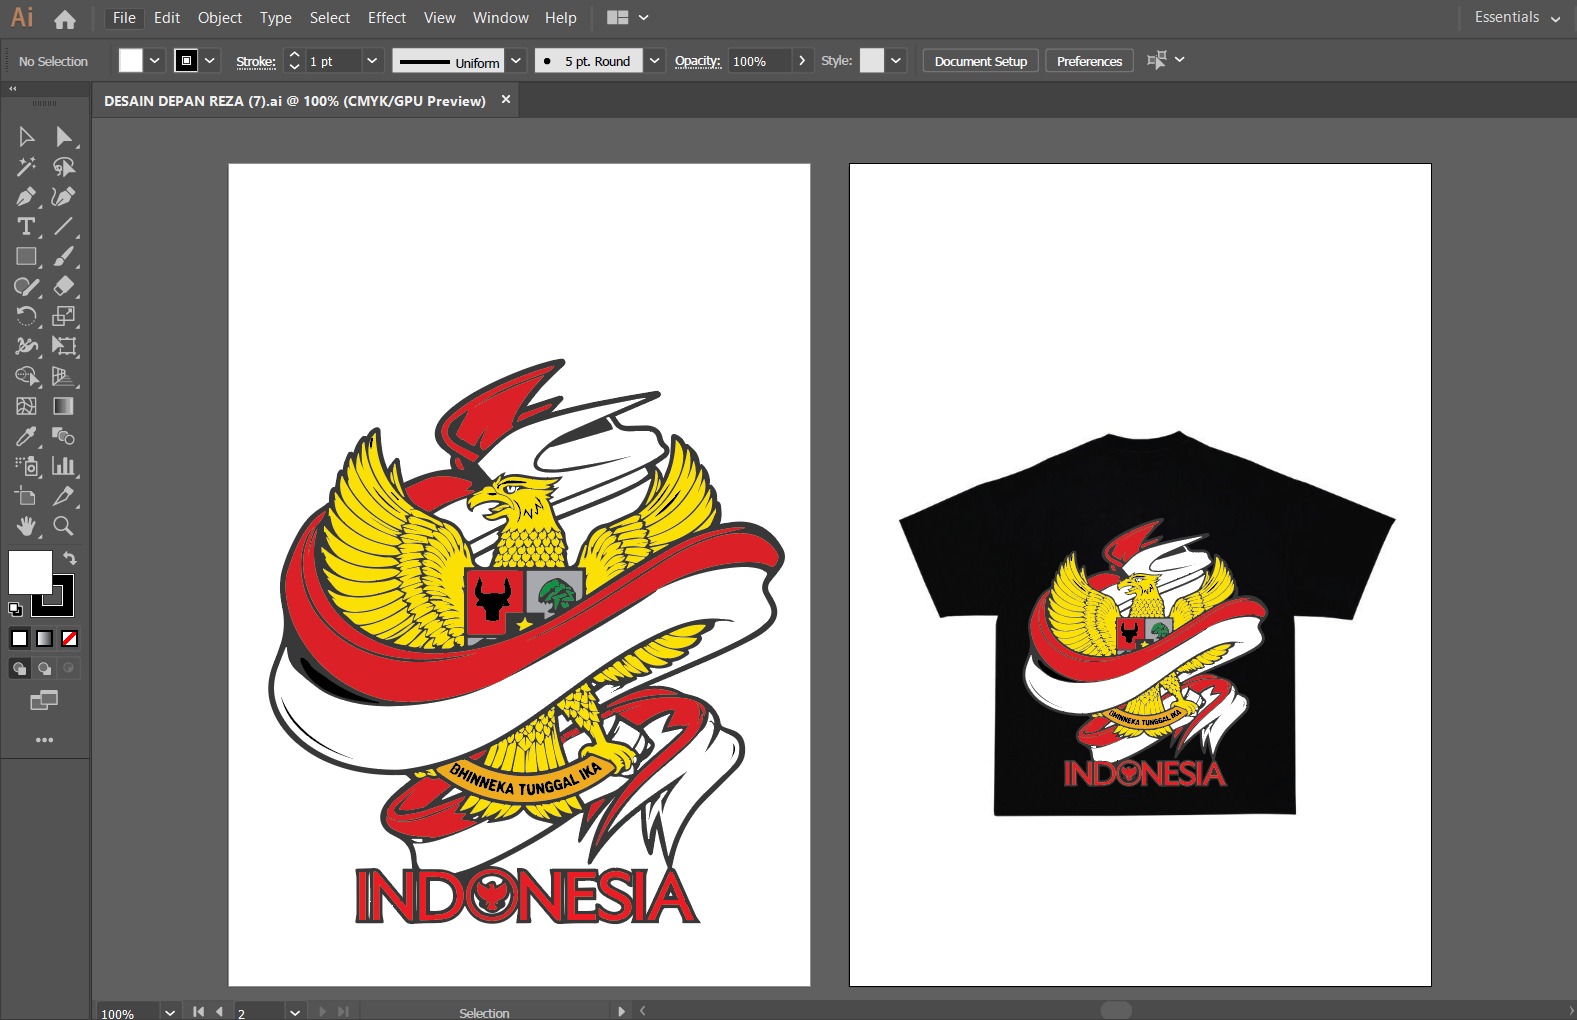 Ai File Edit Object Type Select Effect View Window Help Essentials
No Selection Stroke: 1 pt Uniform 5 pt. Round Opacity: 100% Style: Document Setup Preferences
DESAIN DEPAN REZA (7).ai @ 100% (CMYK/GPU Preview)
BHINNEKA TUNGGAL IKA
INDONESIA
BHINNEKA TUNGGAL IKA
INDONESIA
100% 2 Selection